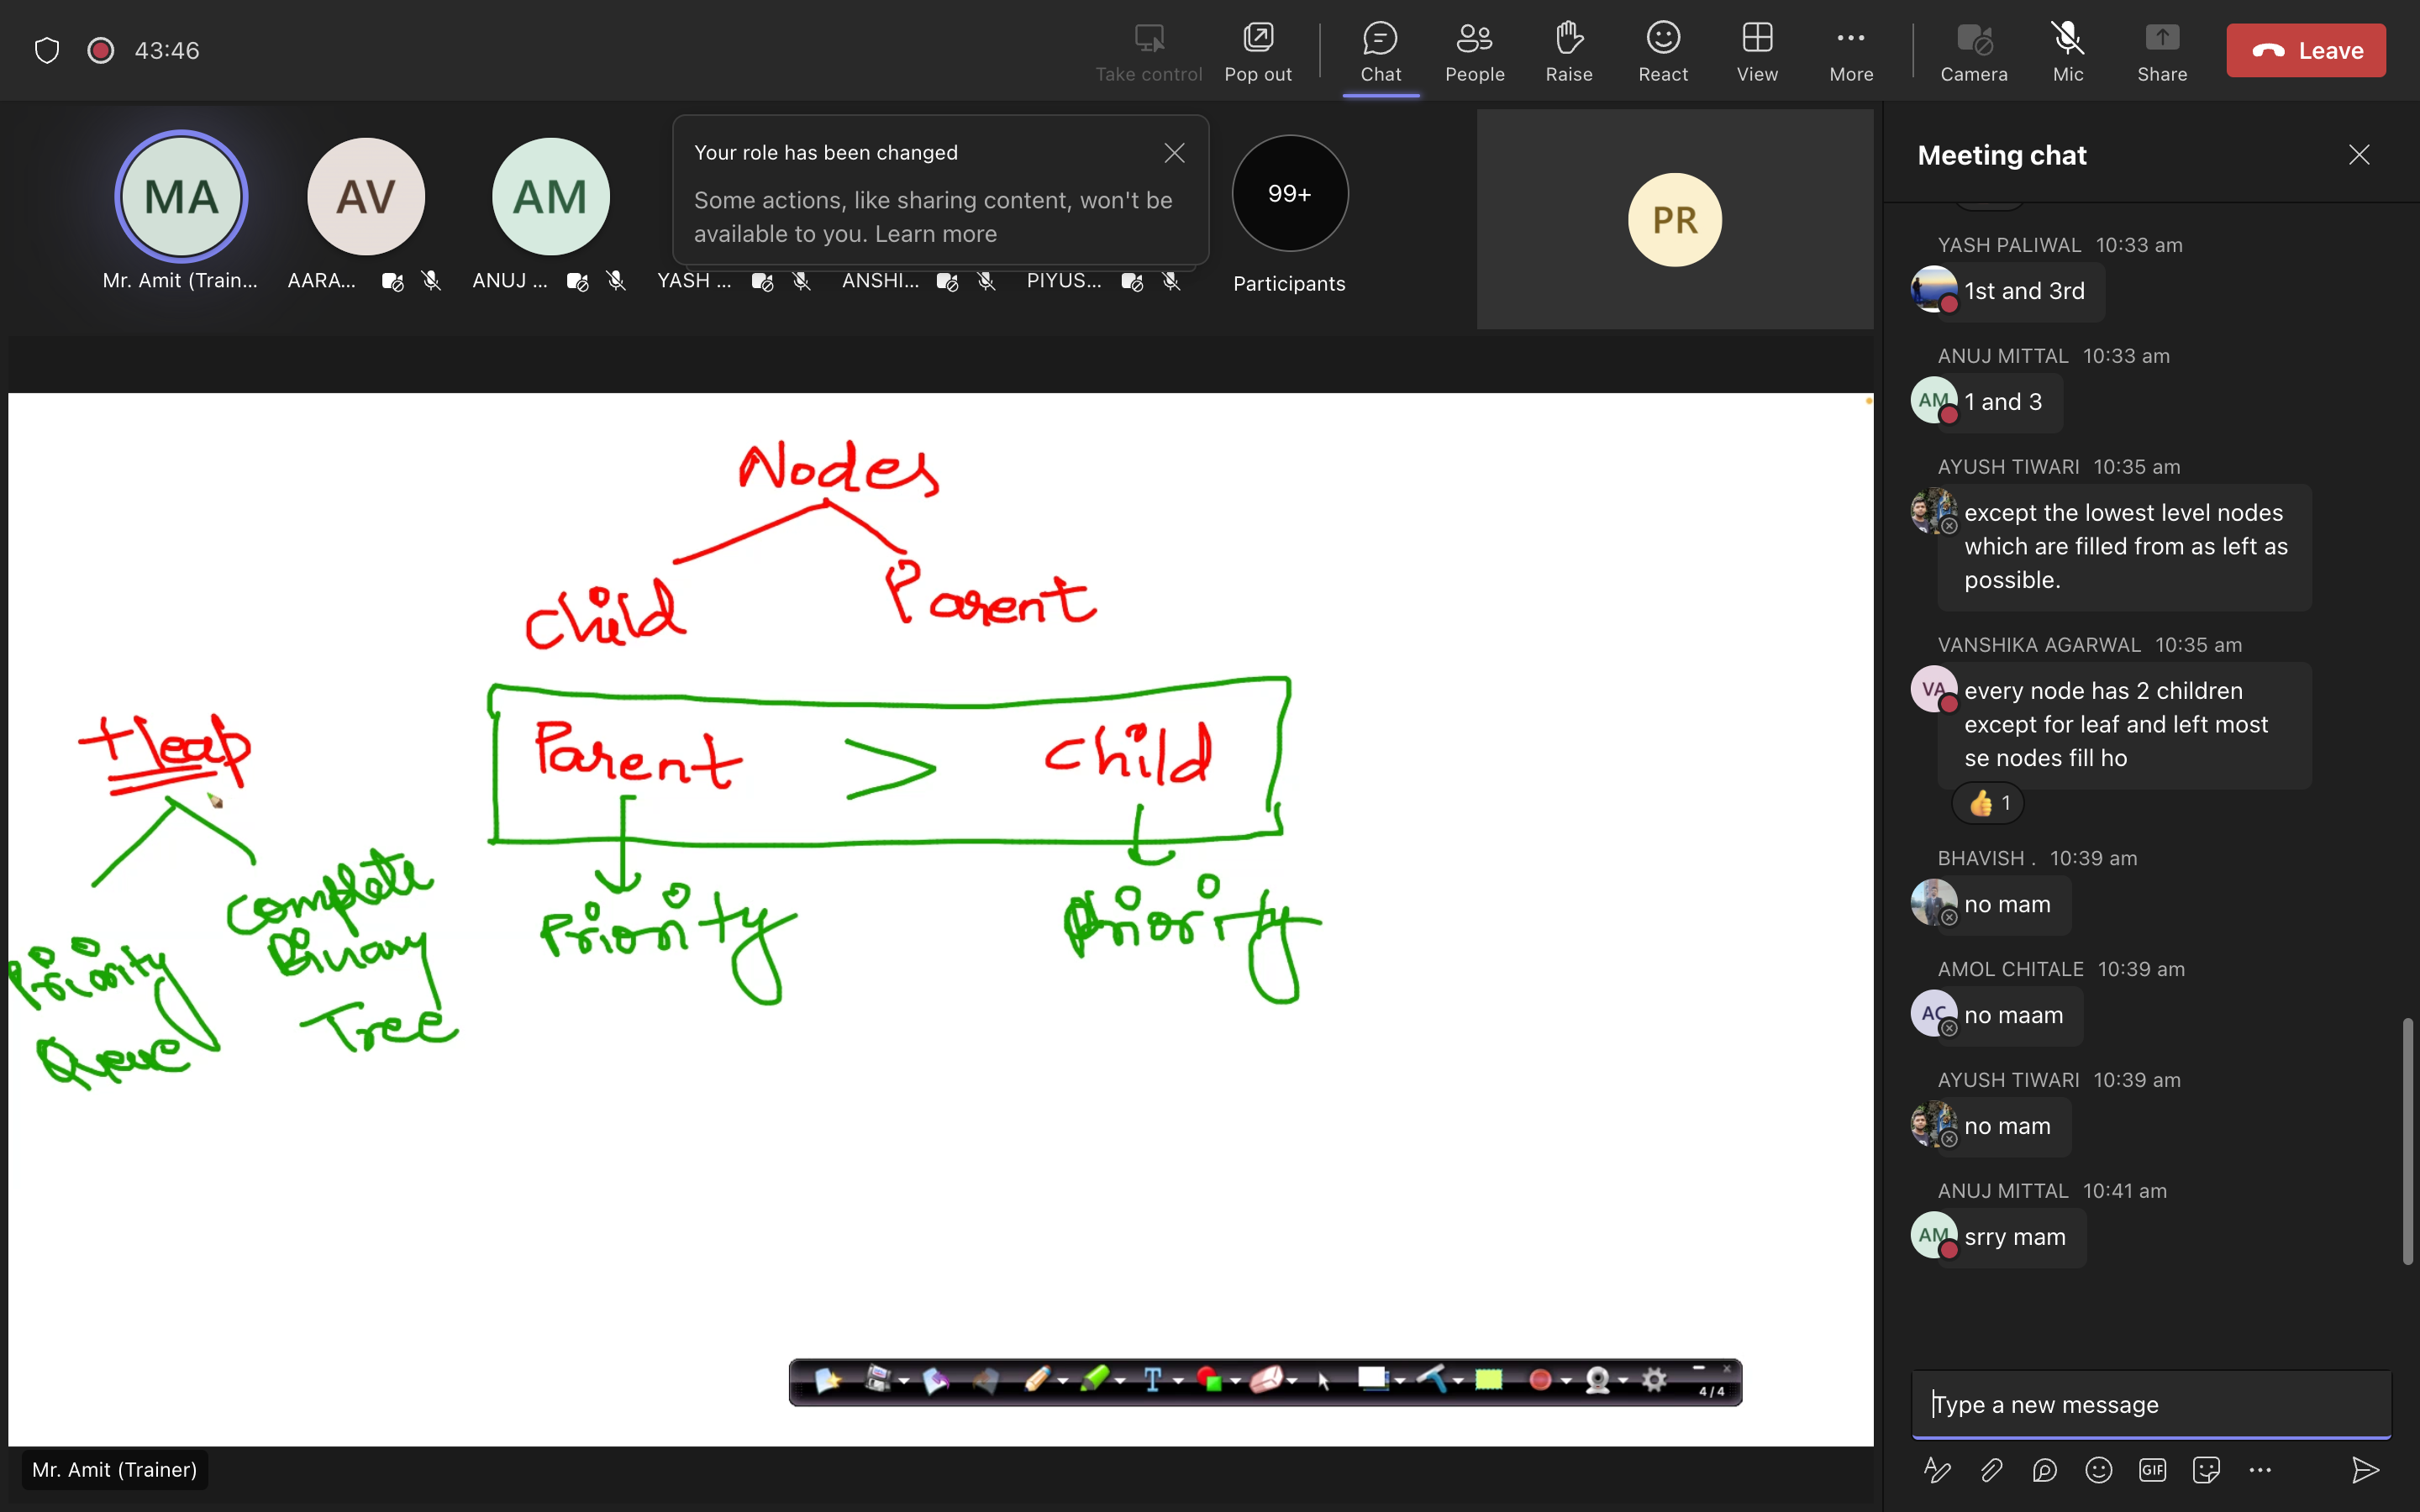 43:46
Take control
Pop out
Chat
People
Raise
React
View
More
Camera
Mic
Share
Leave
MA
AV
AM
Your role has been changed
Some actions, like sharing content, won't be
available to you. Learn more
99+
PR
Mr. Amit (Train...
AARA...
ANUJ ...
YASH ...
ANSHI...
PIYUS...
Participants
Nodes
Child
Parent
Heap
Parent > Child
Priority
Priority
Priority
Queue
Complete
Binary
Tree
4/4
Mr. Amit (Trainer)
Meeting chat
YASH PALIWAL 10:33 am
1st and 3rd
ANUJ MITTAL 10:33 am
AM
1 and 3
AYUSH TIWARI 10:35 am
except the lowest level nodes
which are filled from as left as
possible.
VANSHIKA AGARWAL 10:35 am
VA
every node has 2 children
except for leaf and left most
se nodes fill ho
👍 1
BHAVISH . 10:39 am
no mam
AMOL CHITALE 10:39 am
AC
no maam
AYUSH TIWARI 10:39 am
no mam
ANUJ MITTAL 10:41 am
AM
srry mam
Type a new message
GIF